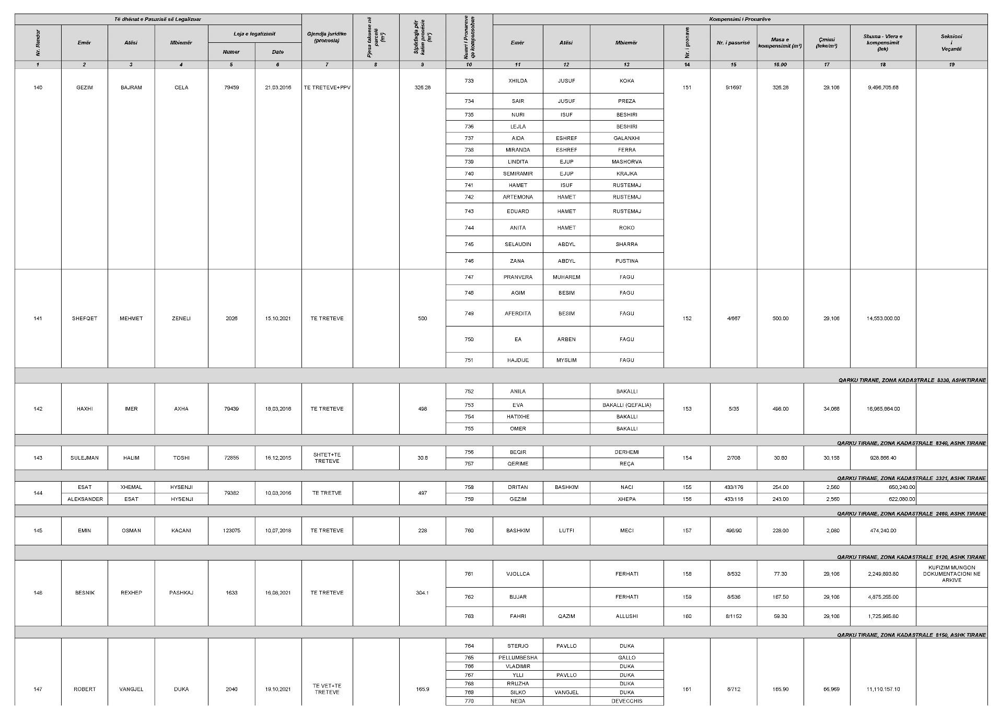 Të dhënat e Pasurisë së Legalizuar
Kompensimi i Pronarëve
Nr. Rendor
Emër
Atësi
Mbiemër
Leja e legalizimit
Numer
Date
Gjendja juridike
(pronesia)
Pjesa takuese në
parcelë
(m²)
Sipërfaqja për
kalim pronësie
(m²)
Numri i Pronareve
qe kompensohen
Emër
Atësi
Mbiemër
Nr. i pronave
Nr. i pasurisë
Masa e
kompensimit (m²)
Çmimi
(leke/m²)
Shuma - Vlera e
kompensimit
(lek)
Seksioni
i
Veçantë
1 2 3 4 5 6 7 8 9 10 11 12 13 14 15 16.00 17 18 19
140 GEZIM BAJRAM CELA 79459 21,03,2016 TE TRETEVE+PPV 326.28 151 9/1697 326.28 29.106 9,496,705.68
733 XHILDA JUSUF KOKA
734 SAIR JUSUF PREZA
735 NURI ISUF BESHIRI
736 LEJLA BESHIRI
737 AIDA ESHREF GALANXHI
738 MIRANDA ESHREF FERRA
739 LINDITA EJUP MASHORVA
740 SEMIRAMIR EJUP KRAJKA
741 HAMET ISUF RUSTEMAJ
742 ARTEMONA HAMET RUSTEMAJ
743 EDUARD HAMET RUSTEMAJ
744 ANITA HAMET ROKO
745 SELAUDIN ABDYL SHARRA
746 ZANA ABDYL PUSTINA
141 SHEFQET MEHMET ZENELI 2026 15,10,2021 TE TRETEVE 500 152 4/667 500.00 29,106 14,553,000.00
747 PRANVERA MUHAREM FAGU
748 AGIM BESIM FAGU
749 AFERDITA BESIM FAGU
750 EA ARBEN FAGU
751 HAJDIJE MYSLIM FAGU
QARKU TIRANE, ZONA KADASTRALE 8330, ASHKTIRANE
142 HAXHI IMER AXHA 79439 18,03,2016 TE TRETEVE 498 153 5/35 498.00 34,068 16,965,864.00
752 ANILA BAKALLI
753 EVA BAKALLI (QEFALIA)
754 HATIXHE BAKALLI
755 OMER BAKALLI
QARKU TIRANE, ZONA KADASTRALE 8340, ASHK TIRANE
143 SULEJMAN HALIM TOSHI 72855 16,12,2015 SHTET+TE
TRETEVE 30.8 154 2/708 30.80 30,158 928,866.40
756 BEQIR DERHEMI
757 QERIME REÇA
QARKU TIRANE, ZONA KADASTRALE 3321, ASHK TIRANE
144 79382 10,03,2016 TE TRETVE 497
ESAT XHEMAL HYSENJI 758 DRITAN BASHKIM NACI 155 433/176 254.00 2,560 650,240.00
ALEKSANDER ESAT HYSENJI 759 GEZIM XHEPA 156 433/118 243.00 2,560 622,080.00
QARKU TIRANE, ZONA KADASTRALE 2460, ASHK TIRANE
145 EMIN OSMAN KACANI 123075 10,07,2018 TE TRETEVE 228 760 BASHKIM LUTFI MECI 157 496/90 228.00 2,080 474,240.00
QARKU TIRANE, ZONA KADASTRALE 8120, ASHK TIRANE
146 BESNIK REXHEP PASHKAJ 1633 16,08,2021 TE TRETEVE 304.1
761 VJOLLCA FERHATI 158 8/532 77.30 29,106 2,249,893.80 KUFIZIM MUNGON
DOKUMENTACIONI NE
ARKIVE
762 BUJAR FERHATI 159 8/536 167.50 29,106 4,875,255.00
763 FAHRI QAZIM ALLUSHI 160 8/1152 59.30 29,106 1,725,985.80
QARKU TIRANE, ZONA KADASTRALE 8150, ASHK TIRANE
147 ROBERT VANGJEL DUKA 2040 19,10,2021 TE VET+TE
TRETEVE 165.9 161 8/712 165.90 66,969 11,110,157.10
764 STERJO PAVLLO DUKA
765 PELLUMBESHA GALLO
766 VLADIMIR DUKA
767 YLLI PAVLLO DUKA
768 RRUZHA DUKA
769 SILKO VANGJEL DUKA
770 NEDA DEVECCHIS